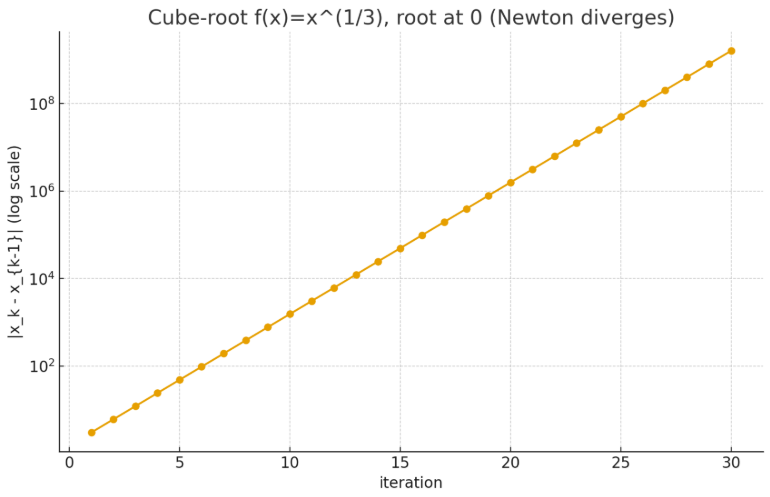 Cube-root f(x)=x^(1/3), root at 0 (Newton diverges)
|x_k - x_{k-1}| (log scale)
10^8
10^6
10^4
10^2
0 5 10 15 20 25 30
iteration